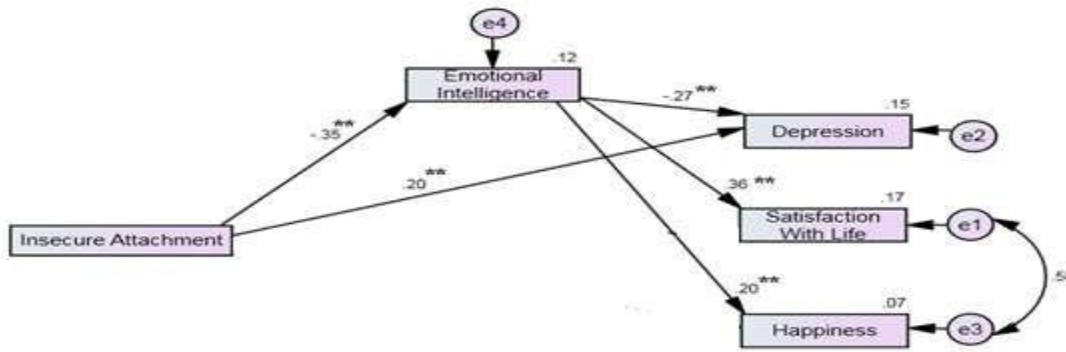 e4
.12
Emotional
Intelligence
-.35**
-.27**
.15
Depression
e2
.20**
.36 **
.17
Insecure Attachment
Satisfaction
With Life
e1
.20**
.07
Happiness
e3